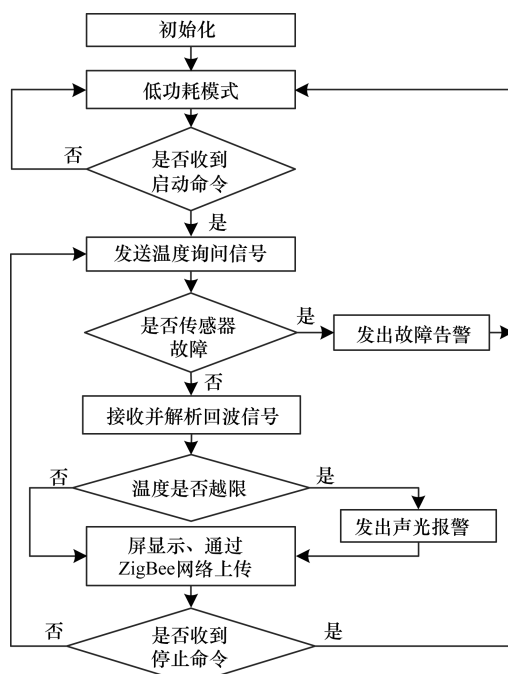 初始化
低功耗模式
否
是否收到
启动命令
是
发送温度询问信号
是否传感器
故障
是
发出故障告警
否
接收并解析回波信号
否
温度是否越限
是
发出声光报警
屏显示、通过
ZigBee网络上传
否
是否收到
停止命令
是